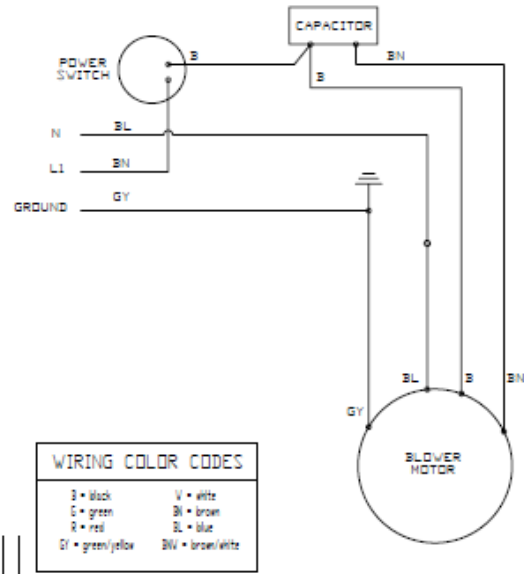 CAPACITOR
POWER
SWITCH
B
BN
B
N
BL
L1
BN
GROUND
GY
BL
B
BN
GY
BLOWER
MOTOR
WIRING COLOR CODES
B = black
W = white
G = green
BN = brown
R = red
BL = blue
GY = green/yellow
BNW = brown/white